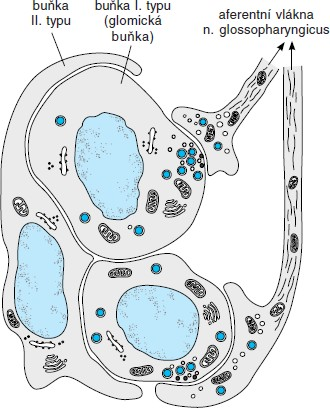 buňka
II. typu
buňka I. typu
(glomická
buňka)
aferentní vlákna
n. glossopharyngicus